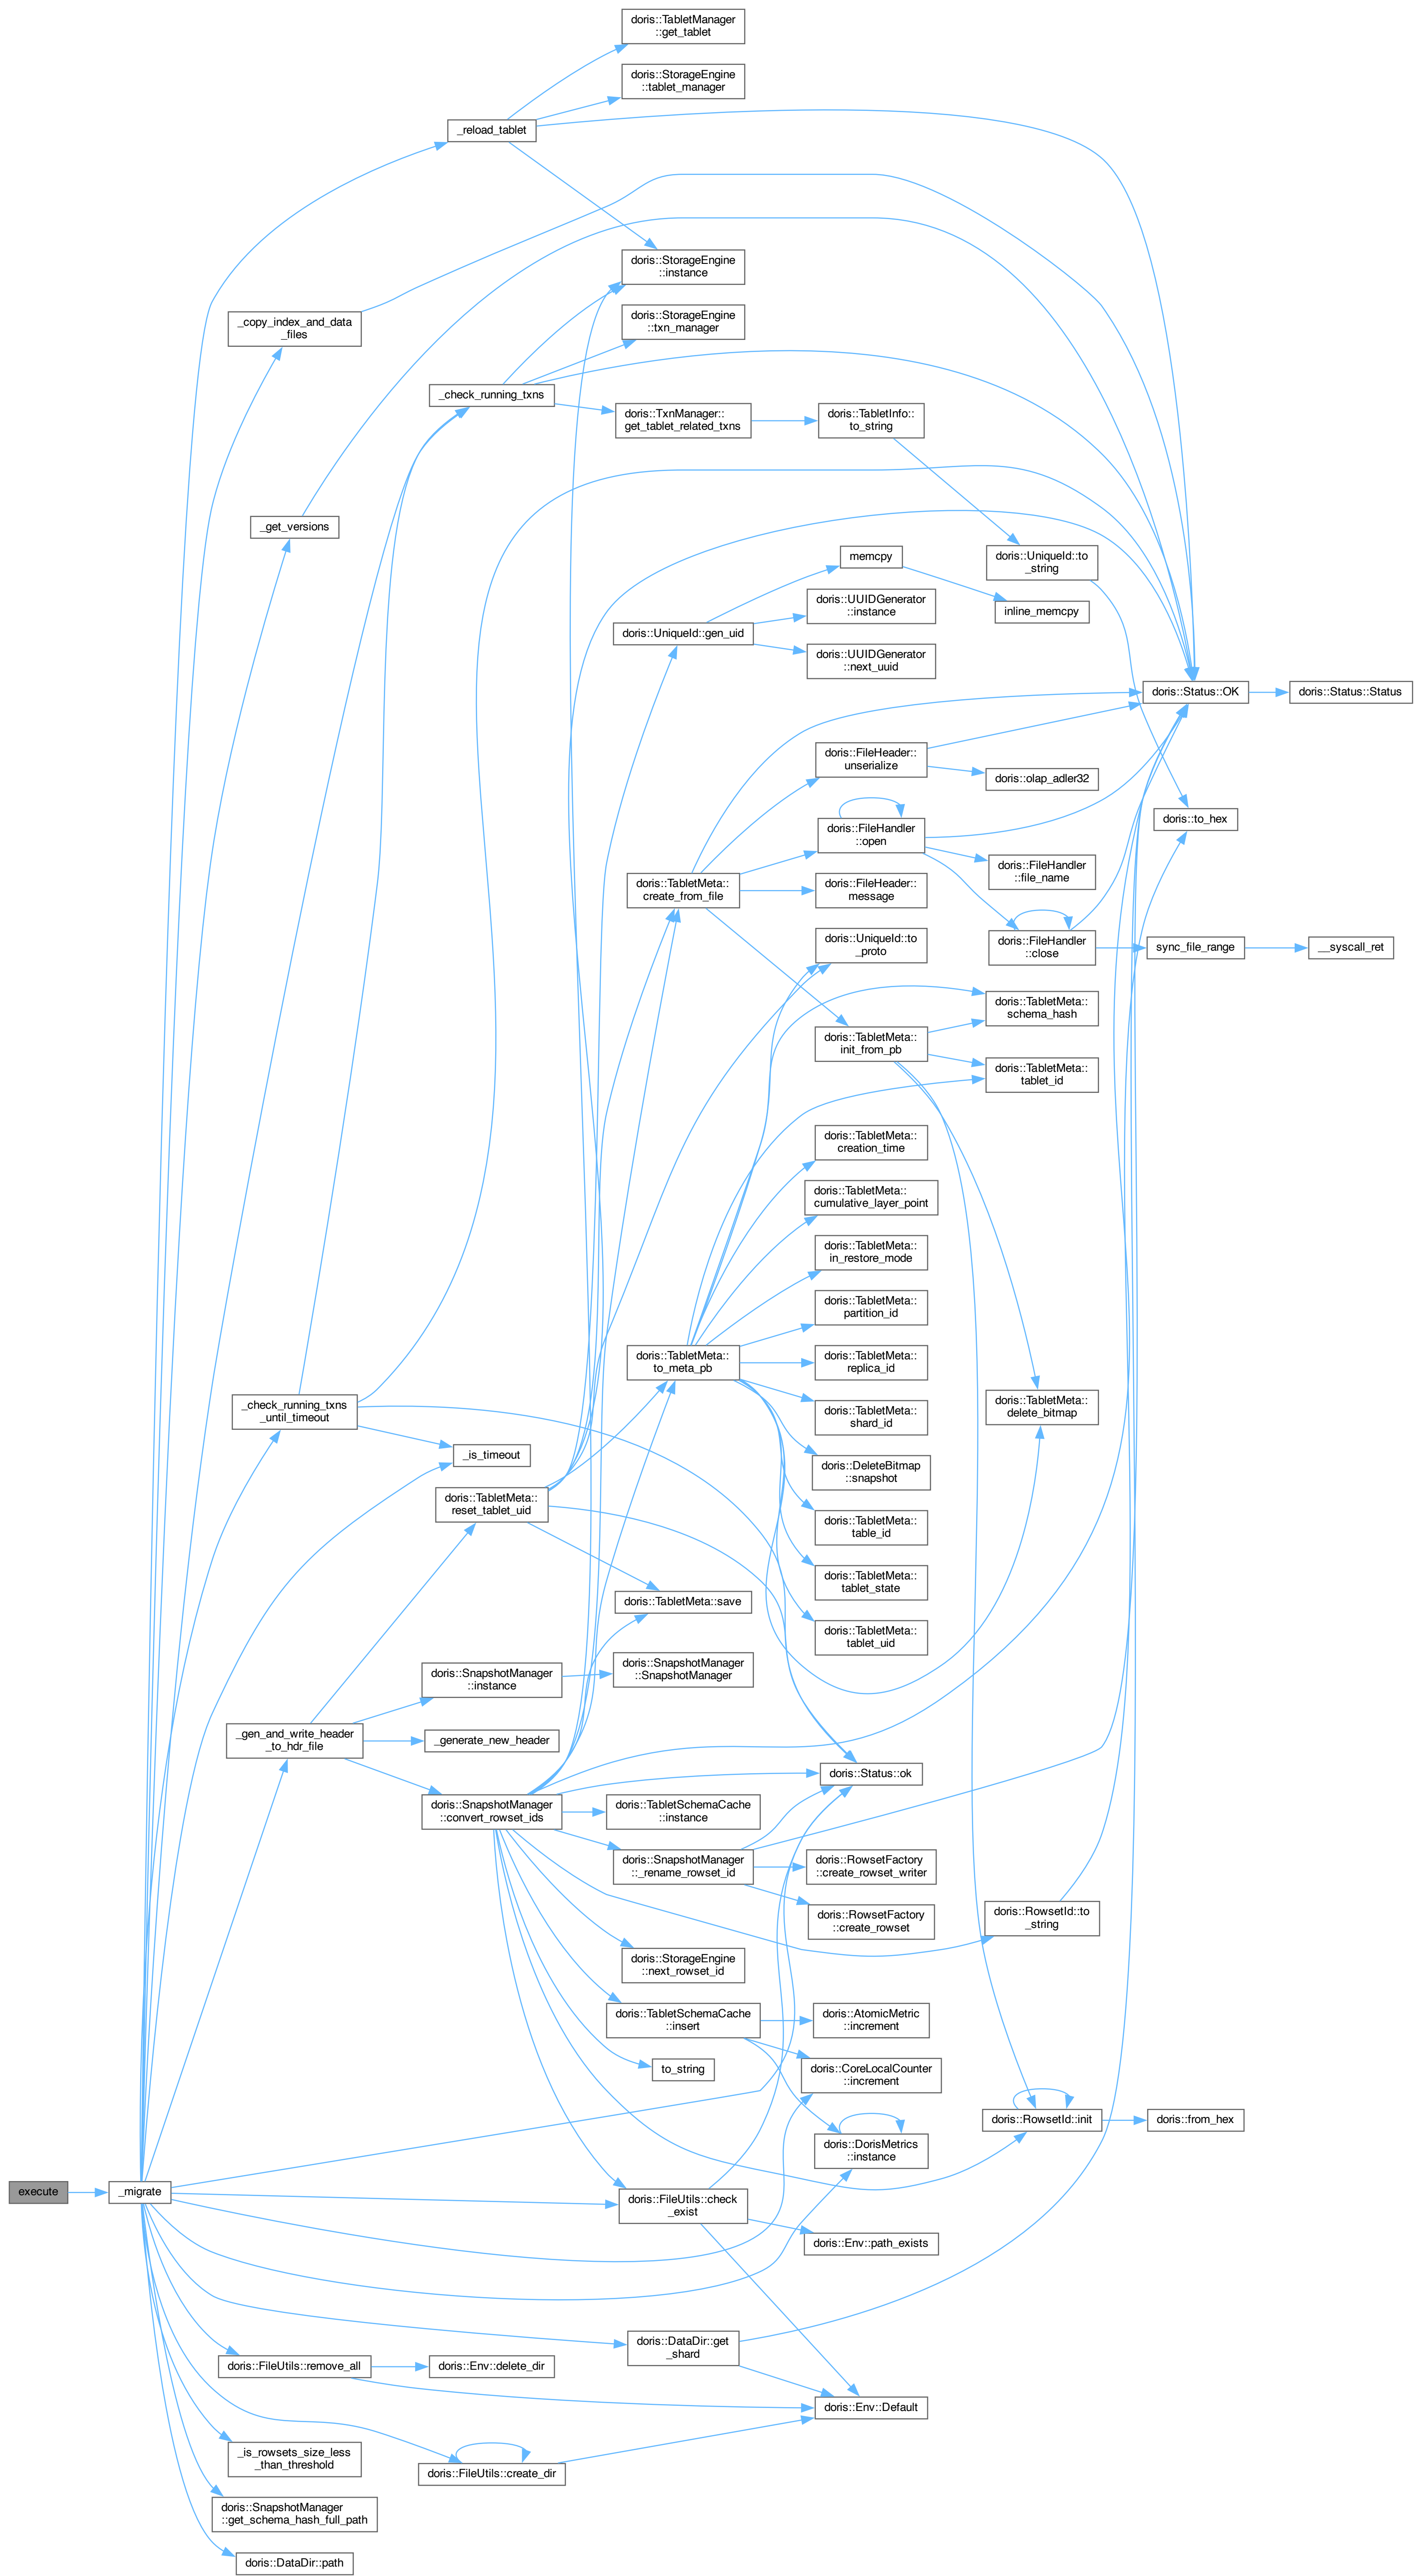 doris::TabletManager
::get_tablet
doris::StorageEngine
::tablet_manager
_reload_tablet
doris::StorageEngine
::instance
_copy_index_and_data
_files
doris::StorageEngine
::txn_manager
_check_running_txns
doris::TxnManager::
get_tablet_related_txns
doris::TabletInfo::
to_string
_get_versions
memcpy
doris::UniqueId::to
_string
doris::UUIDGenerator
::instance
inline_memcpy
doris::UniqueId::gen_uid
doris::UUIDGenerator
::next_uuid
doris::Status::OK
doris::Status::Status
doris::FileHeader::
unserialize
doris::olap_adler32
doris::FileHandler
::open
doris::to_hex
doris::FileHandler
::file_name
doris::TabletMeta::
create_from_file
doris::FileHeader::
message
doris::UniqueId::to
_proto
doris::FileHandler
::close
sync_file_range
__syscall_ret
doris::TabletMeta::
schema_hash
doris::TabletMeta::
init_from_pb
doris::TabletMeta::
tablet_id
doris::TabletMeta::
creation_time
doris::TabletMeta::
cumulative_layer_point
doris::TabletMeta::
in_restore_mode
doris::TabletMeta::
partition_id
doris::TabletMeta::
to_meta_pb
doris::TabletMeta::
replica_id
doris::TabletMeta::
shard_id
doris::TabletMeta::
delete_bitmap
_check_running_txns
_until_timeout
_is_timeout
doris::DeleteBitmap
::snapshot
doris::TabletMeta::
reset_tablet_uid
doris::TabletMeta::
table_id
doris::TabletMeta::
tablet_state
doris::TabletMeta::save
doris::TabletMeta::
tablet_uid
doris::SnapshotManager
::instance
doris::SnapshotManager
::SnapshotManager
_gen_and_write_header
_to_hdr_file
_generate_new_header
doris::Status::ok
doris::SnapshotManager
::convert_rowset_ids
doris::TabletSchemaCache
::instance
doris::SnapshotManager
::_rename_rowset_id
doris::RowsetFactory
::create_rowset_writer
doris::RowsetFactory
::create_rowset
doris::RowsetId::to
_string
doris::StorageEngine
::next_rowset_id
doris::TabletSchemaCache
::insert
doris::AtomicMetric
::increment
to_string
doris::CoreLocalCounter
::increment
doris::RowsetId::init
doris::from_hex
doris::DorisMetrics
::instance
execute
_migrate
doris::FileUtils::check
_exist
doris::Env::path_exists
doris::DataDir::get
_shard
doris::FileUtils::remove_all
doris::Env::delete_dir
doris::Env::Default
_is_rowsets_size_less
_than_threshold
doris::FileUtils::create_dir
doris::SnapshotManager
::get_schema_hash_full_path
doris::DataDir::path